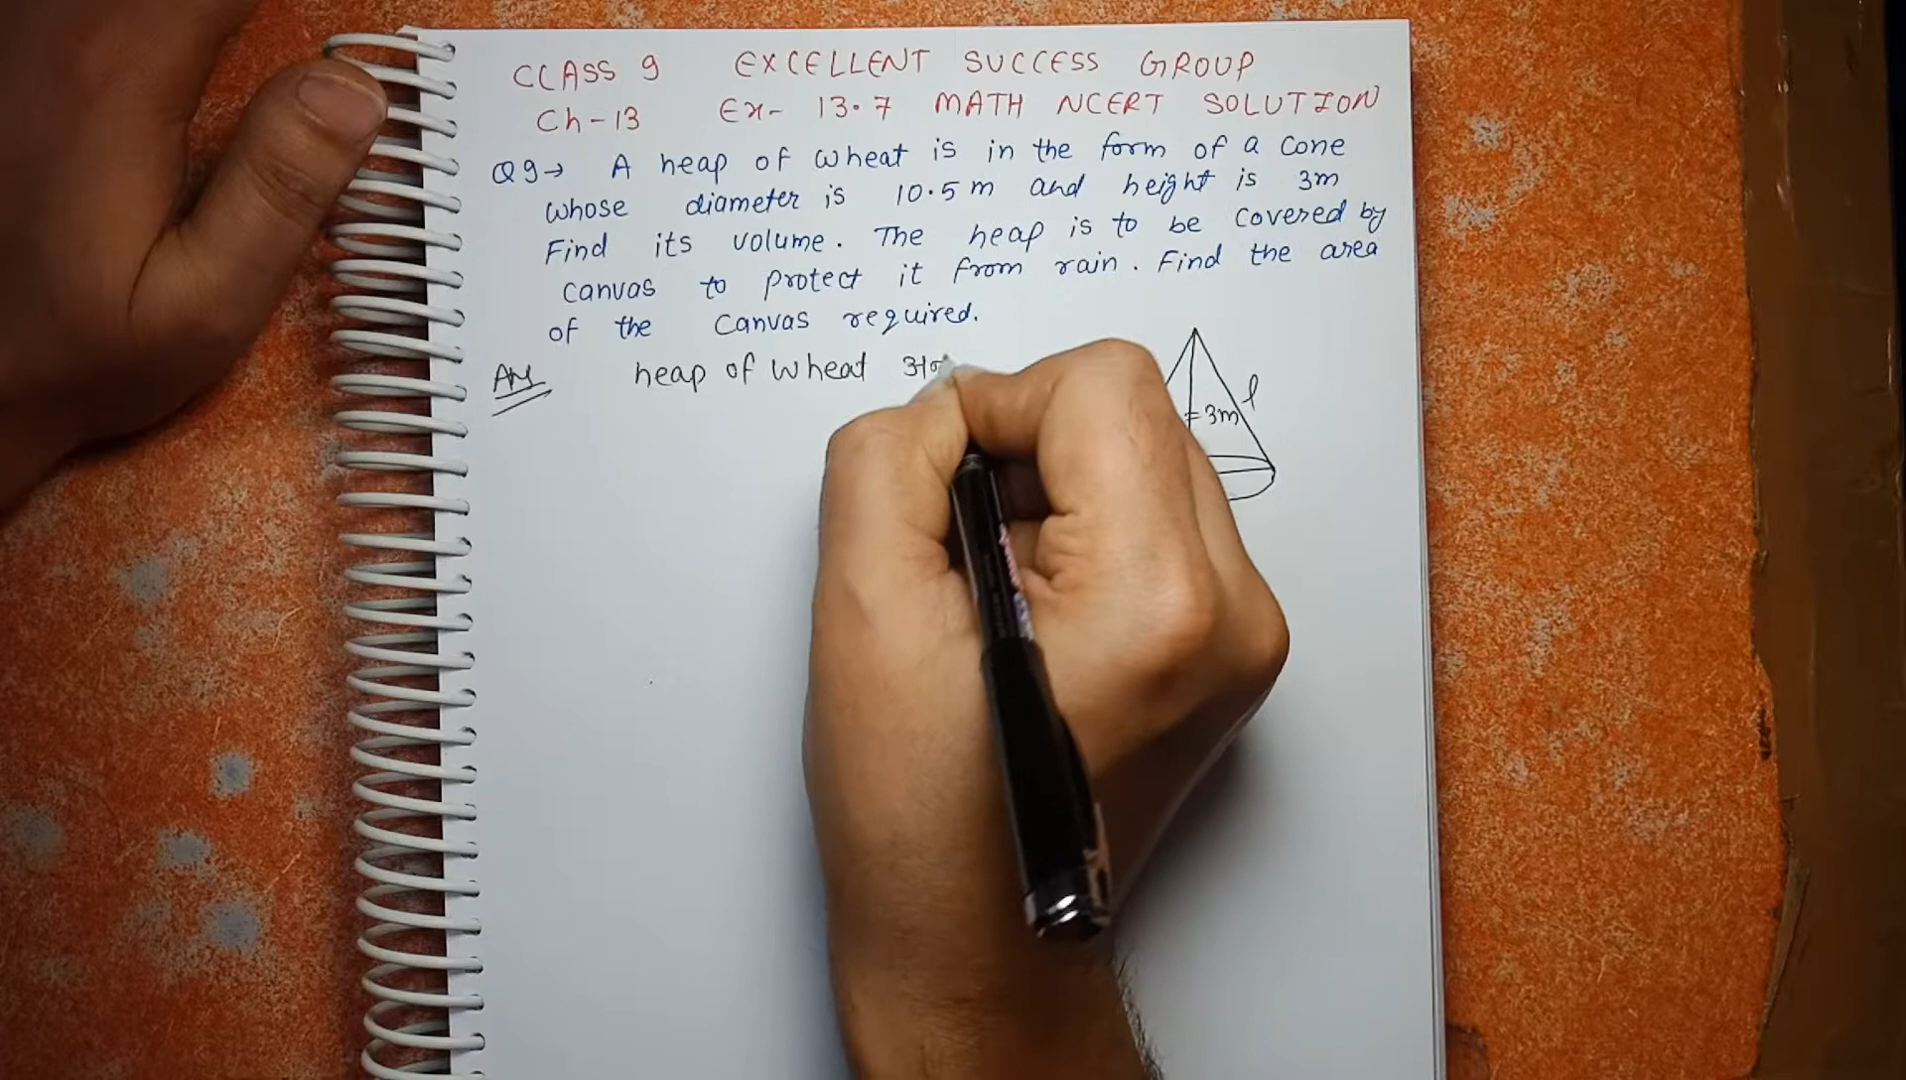 CLASS 9 EXCELLENT SUCCESS GROUP
Ch-13 Ex- 13.7 MATH NCERT SOLUTION
Q9→ A heap of wheat is in the form of a cone
whose diameter is 10.5m and height is 3m
Find its volume. The heap is to be covered by
canvas to protect it from rain. Find the area
of the canvas required.
Ans heap of wheat
l
= 3m